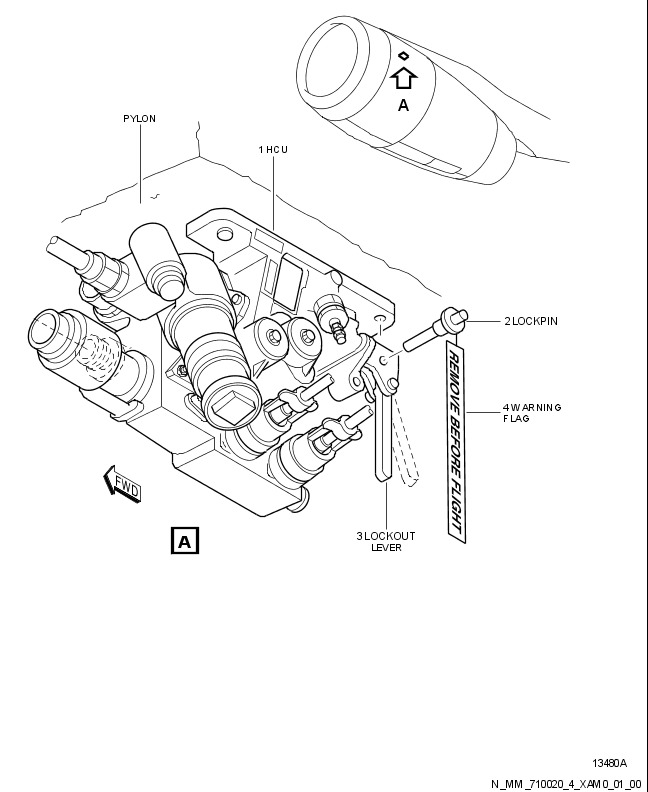 A
PYLON
1 HCU
2 LOCKPIN
REMOVE BEFORE FLIGHT
4 WARNING
FLAG
FWD
3 LOCKOUT
LEVER
A
13480A
N_MM_710020_4_XAM0_01_00